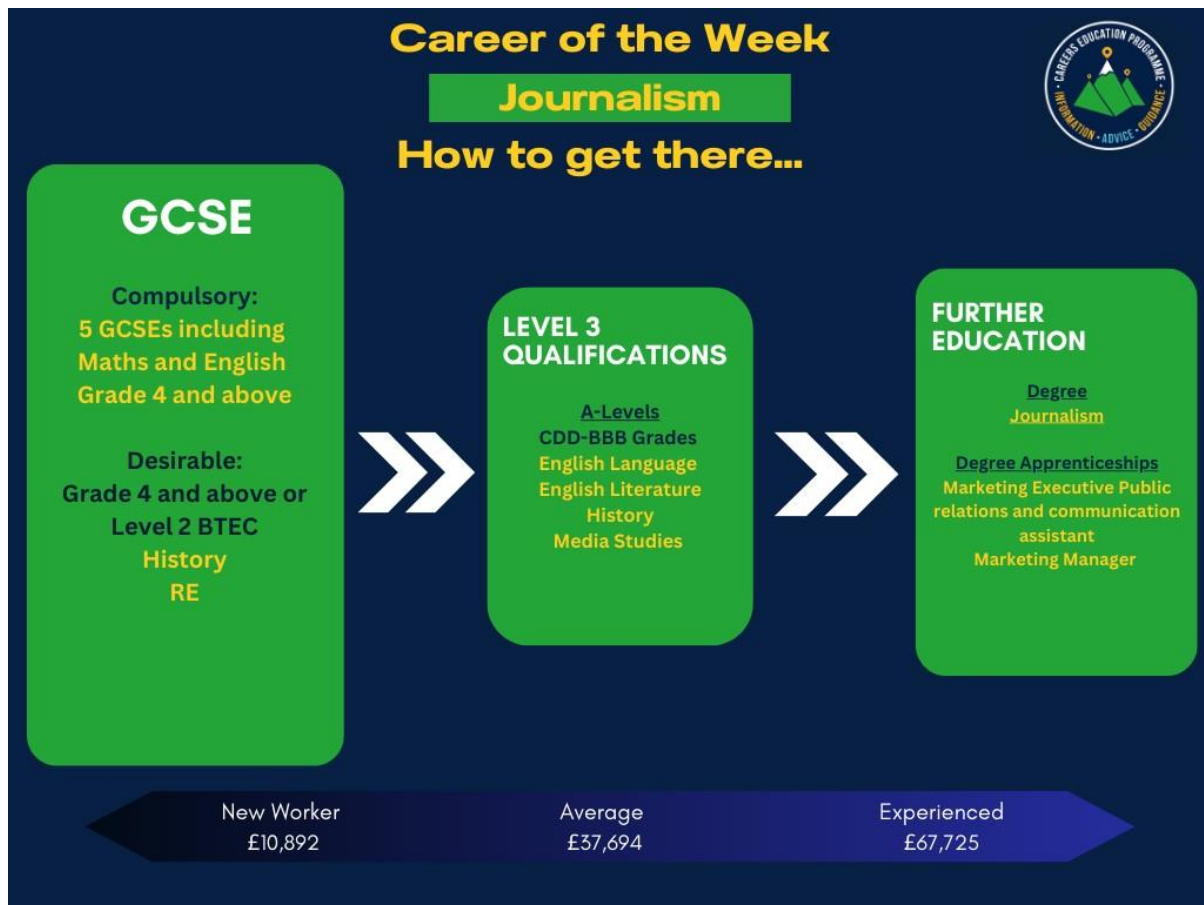 Career of the Week
Journalism
How to get there...
CAREERS EDUCATION PROGRAMME
INFORMATION • ADVICE • GUIDANCE
GCSE
Compulsory:
5 GCSEs including
Maths and English
Grade 4 and above
Desirable:
Grade 4 and above or
Level 2 BTEC
History
RE
LEVEL 3
QUALIFICATIONS
A-Levels
CDD-BBB Grades
English Language
English Literature
History
Media Studies
FURTHER
EDUCATION
Degree
Journalism
Degree Apprenticeships
Marketing Executive Public
relations and communication
assistant
Marketing Manager
New Worker
£10,892
Average
£37,694
Experienced
£67,725